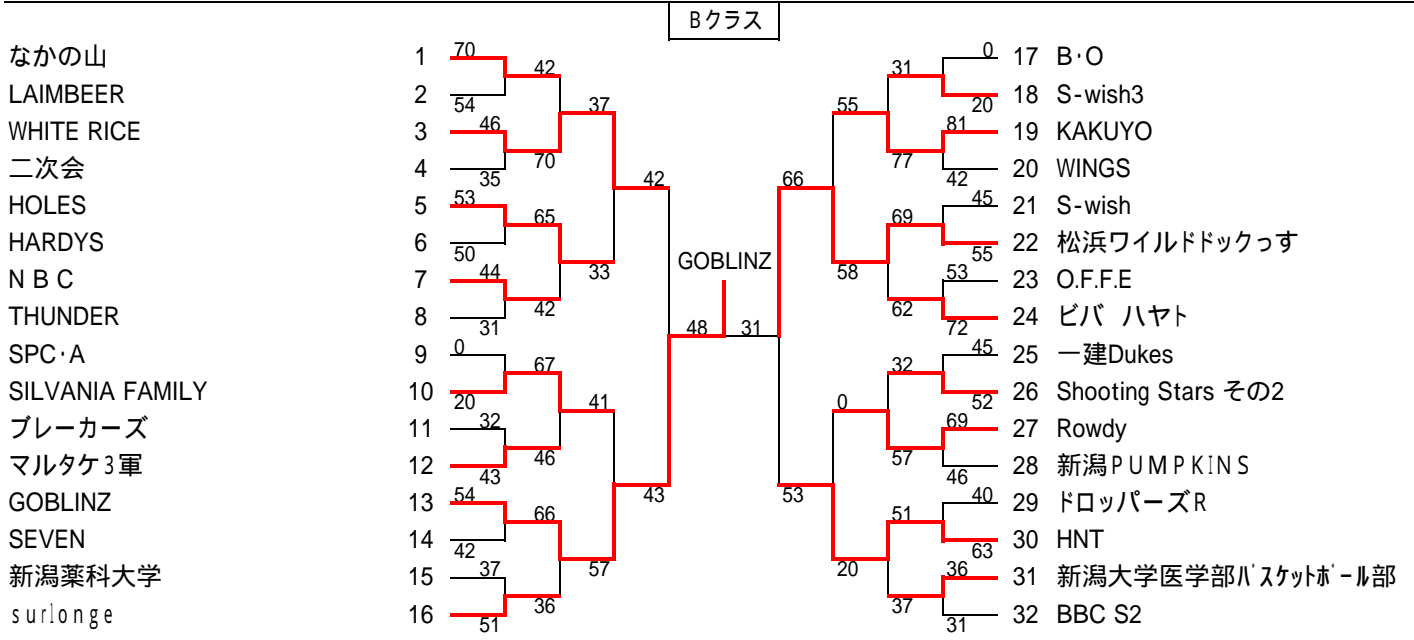 Bクラス
なかの山 1 70
42
LAIMBEER 2 54
37
WHITE RICE 3 46
70
二次会 4 35
42
HOLES 5 53
65
HARDYS 6 50
33
N B C 7 44
42
THUNDER 8 31
48
SPC・A 9 0
67
SILVANIA FAMILY 10 20
41
ブレーカーズ 11 32
46
マルタケ3軍 12 43
43
GOBLINZ 13 54
66
SEVEN 14 42
57
新潟薬科大学 15 37
36
surlonge 16 51
GOBLINZ
0 17 B・O
31
20 18 S-wish3
55
81 19 KAKUYO
77
42 20 WINGS
66
45 21 S-wish
69
55 22 松浜ワイルドドックっす
58
53 23 O.F.F.E
62
72 24 ビバ ハヤト
31
45 25 一建Dukes
32
52 26 Shooting Stars その2
0
69 27 Rowdy
57
46 28 新潟PUMPKINS
53
40 29 ドロッパーズR
51
63 30 HNT
20
36 31 新潟大学医学部バスケットボール部
37
31 32 BBC S2